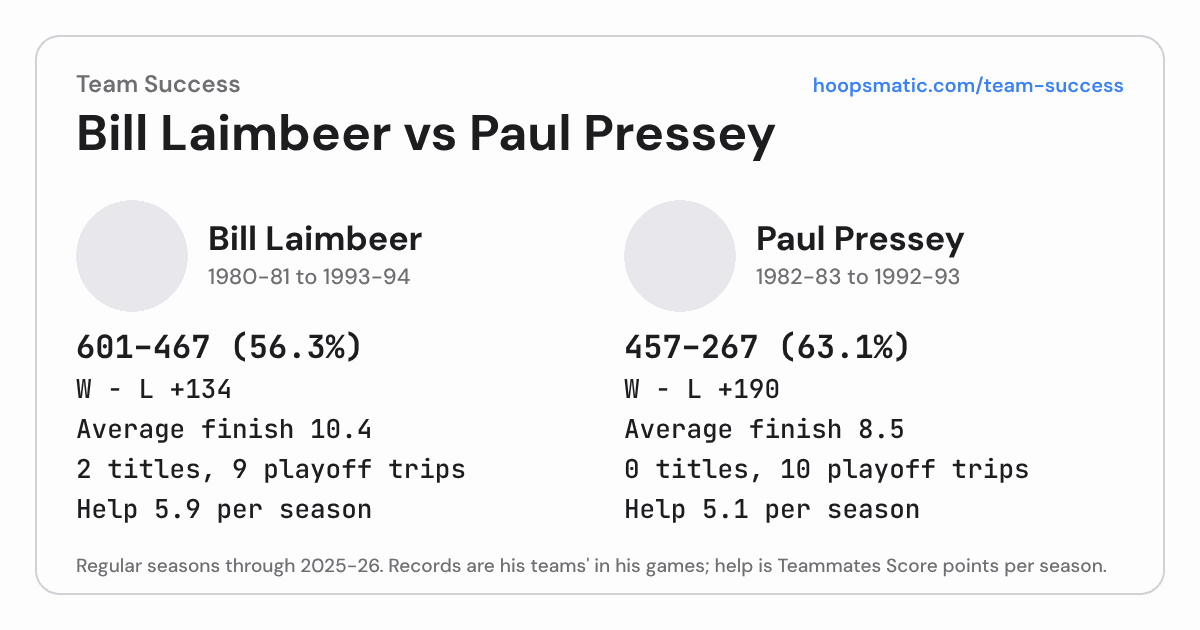 Team Success
hoopsmatic.com/team-success
Bill Laimbeer vs Paul Pressey
Bill Laimbeer
1980-81 to 1993-94
601-467 (56.3%)
W - L +134
Average finish 10.4
2 titles, 9 playoff trips
Help 5.9 per season
Paul Pressey
1982-83 to 1992-93
457-267 (63.1%)
W - L +190
Average finish 8.5
0 titles, 10 playoff trips
Help 5.1 per season
Regular seasons through 2025-26. Records are his teams' in his games; help is Teammates Score points per season.